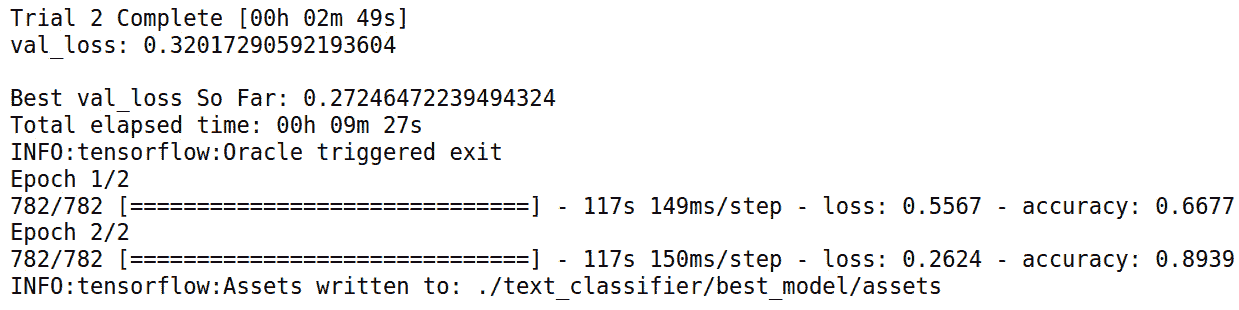 Trial 2 Complete [00h 02m 49s]
val_loss: 0.32017290592193604
Best val_loss So Far: 0.27246472239494324
Total elapsed time: 00h 09m 27s
INFO:tensorflow:Oracle triggered exit
Epoch 1/2
782/782 [==============================] - 117s 149ms/step - loss: 0.5567 - accuracy: 0.6677
Epoch 2/2
782/782 [==============================] - 117s 150ms/step - loss: 0.2624 - accuracy: 0.8939
INFO:tensorflow:Assets written to: ./text_classifier/best_model/assets